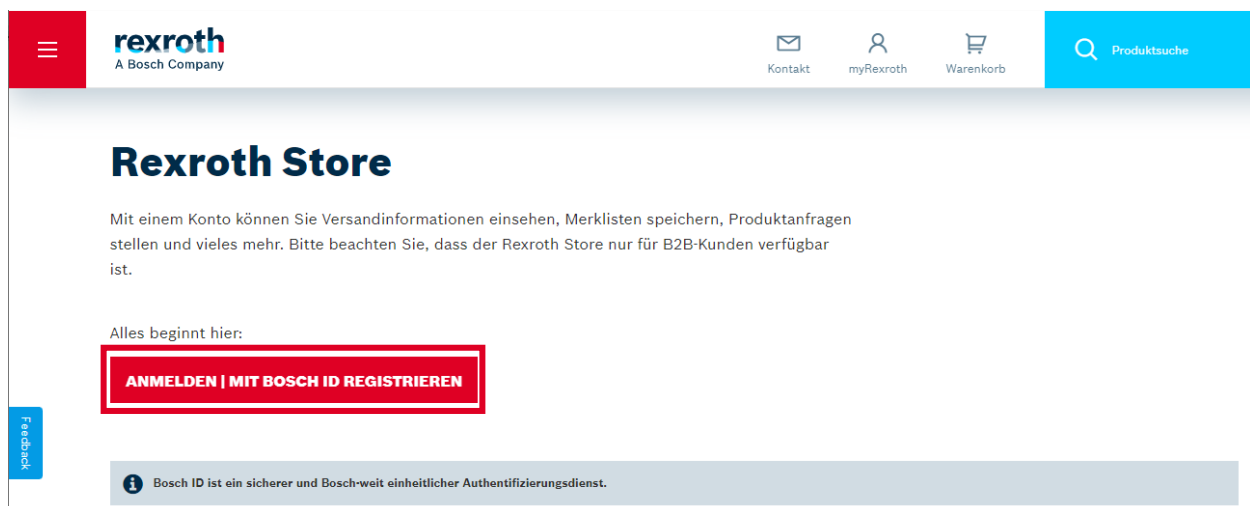 rexroth
A Bosch Company
Kontakt
myRexroth
Warenkorb
Produktsuche
Rexroth Store
Mit einem Konto können Sie Versandinformationen einsehen, Merklisten speichern, Produktanfragen
stellen und vieles mehr. Bitte beachten Sie, dass der Rexroth Store nur für B2B-Kunden verfügbar
ist.
Alles beginnt hier:
ANMELDEN | MIT BOSCH ID REGISTRIEREN
Feedback
Bosch ID ist ein sicherer und Bosch-weit einheitlicher Authentifizierungsdienst.